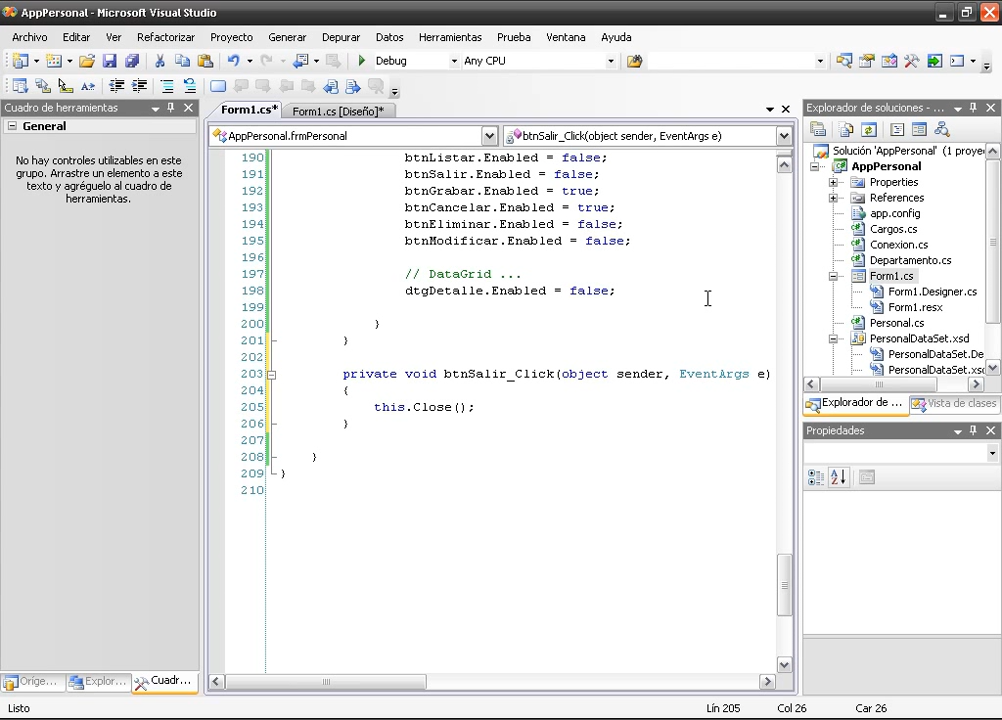 AppPersonal - Microsoft Visual Studio
Archivo Editar Ver Refactorizar Proyecto Generar Depurar Datos Herramientas Prueba Ventana Ayuda
Debug Any CPU
Cuadro de herramientas
General
No hay controles utilizables en este
grupo. Arrastre un elemento a este
texto y agréguelo al cuadro de
herramientas.
Oríge... Explor... Cuadr...
Form1.cs* Form1.cs [Diseño]*
AppPersonal.frmPersonal btnSalir_Click(object sender, EventArgs e)
190 btnListar.Enabled = false;
191 btnSalir.Enabled = false;
192 btnGrabar.Enabled = true;
193 btnCancelar.Enabled = true;
194 btnEliminar.Enabled = false;
195 btnModificar.Enabled = false;
196
197 // DataGrid ...
198 dtgDetalle.Enabled = false;
199
200 }
201 }
202
203 private void btnSalir_Click(object sender, EventArgs e)
204 {
205 this.Close();
206 }
207
208 }
209 }
210
Explorador de soluciones - ...
Solución 'AppPersonal' (1 proye
AppPersonal
Properties
References
app.config
Cargos.cs
Conexion.cs
Departamento.cs
Form1.cs
Form1.Designer.cs
Form1.resx
Personal.cs
PersonalDataSet.xsd
PersonalDataSet.De
PersonalDataSet.xsc
Explorador de ... Vista de clases
Propiedades
Listo Lín 205 Col 26 Car 26